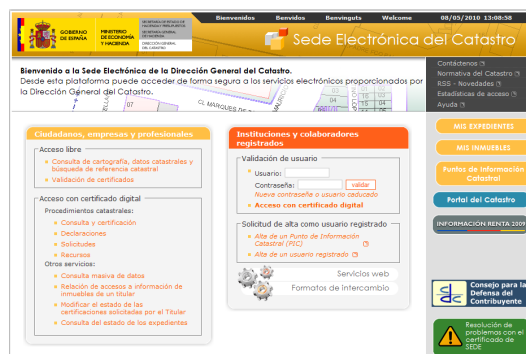 Bienvenidos Benvidos Benvinguts Welcome 08/05/2010 13:08:58
GOBIERNO DE ESPAÑA
MINISTERIO DE ECONOMÍA Y HACIENDA
DIRECCIÓN GENERAL DEL CATASTRO
Sede Electrónica del Catastro
Bienvenido a la Sede Electrónica de la Dirección General del Catastro.
Desde esta plataforma puede acceder de forma segura a los servicios electrónicos proporcionados por
la Dirección General del Catastro.
07
CL MARQUES DE
03
04
15
04
Ciudadanos, empresas y profesionales
Acceso libre
Consulta de cartografía, datos catastrales y
búsqueda de referencia catastral
Validación de certificados
Acceso con certificado digital
Procedimientos catastrales:
Consulta y certificación
Declaraciones
Solicitudes
Recursos
Otros servicios:
Consulta masiva de datos
Relación de accesos a información de
inmuebles de un titular
Modificar el estado de las
certificaciones solicitadas por el Titular
Consulta del estado de los expedientes
Instituciones y colaboradores
registrados
Validación de usuario
Usuario:
Contraseña: validar
Nueva contraseña o usuario caducado
Acceso con certificado digital
Solicitud de alta como usuario registrado
Alta de un Punto de Información
Catastral (PIC)
Alta de un usuario registrado
Servicios web
Formatos de intercambio
Contáctenos
Normativa del Catastro
RSS - Novedades
Estadísticas de acceso
Ayuda
MIS EXPEDIENTES
MIS INMUEBLES
Puntos de Información
Catastral
Portal del Catastro
INFORMACIÓN RENTA 2009
Consejo para la
Defensa del
Contribuyente
Resolución de
problemas con el
certificado de
SEDE